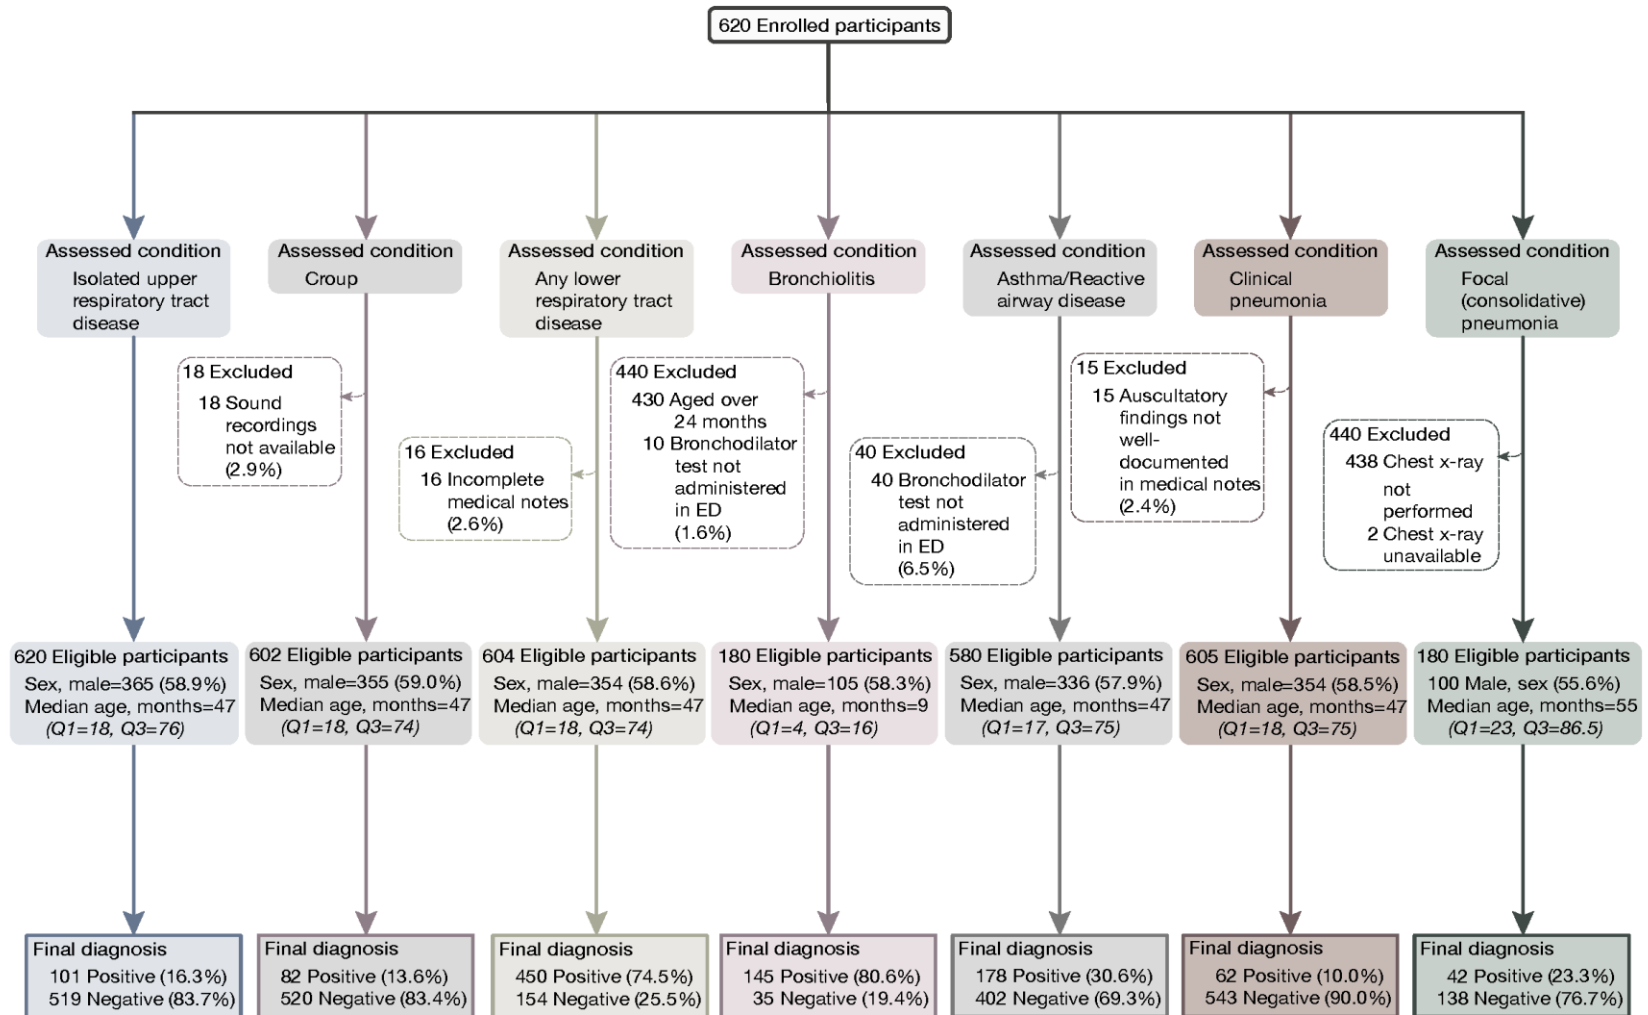 620 Enrolled participants
Assessed condition
Isolated upper
respiratory tract
disease
Assessed condition
Croup
Assessed condition
Any lower
respiratory tract
disease
Assessed condition
Bronchiolitis
Assessed condition
Asthma/Reactive
airway disease
Assessed condition
Clinical
pneumonia
Assessed condition
Focal
(consolidative)
pneumonia
18 Excluded
18 Sound
recordings
not available
(2.9%)
16 Excluded
16 Incomplete
medical notes
(2.6%)
440 Excluded
430 Aged over
24 months
10 Bronchodilator
test not
administered
in ED
(1.6%)
40 Excluded
40 Bronchodilator
test not
administered
in ED
(6.5%)
15 Excluded
15 Auscultatory
findings not
well-
documented
in medical notes
(2.4%)
440 Excluded
438 Chest x-ray
not
performed
2 Chest x-ray
unavailable
620 Eligible participants
Sex, male=365 (58.9%)
Median age, months=47
(Q1=18, Q3=76)
602 Eligible participants
Sex, male=355 (59.0%)
Median age, months=47
(Q1=18, Q3=74)
604 Eligible participants
Sex, male=354 (58.6%)
Median age, months=47
(Q1=18, Q3=74)
180 Eligible participants
Sex, male=105 (58.3%)
Median age, months=9
(Q1=4, Q3=16)
580 Eligible participants
Sex, male=336 (57.9%)
Median age, months=47
(Q1=17, Q3=75)
605 Eligible participants
Sex, male=354 (58.5%)
Median age, months=47
(Q1=18, Q3=75)
180 Eligible participants
100 Male, sex (55.6%)
Median age, months=55
(Q1=23, Q3=86.5)
Final diagnosis
101 Positive (16.3%)
519 Negative (83.7%)
Final diagnosis
82 Positive (13.6%)
520 Negative (83.4%)
Final diagnosis
450 Positive (74.5%)
154 Negative (25.5%)
Final diagnosis
145 Positive (80.6%)
35 Negative (19.4%)
Final diagnosis
178 Positive (30.6%)
402 Negative (69.3%)
Final diagnosis
62 Positive (10.0%)
543 Negative (90.0%)
Final diagnosis
42 Positive (23.3%)
138 Negative (76.7%)